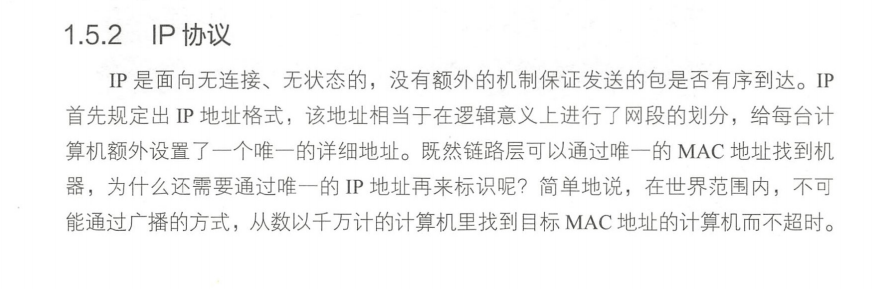 1.5.2 IP 协议
IP 是面向无连接、无状态的，没有额外的机制保证发送的包是否有序到达。IP
首先规定出 IP 地址格式，该地址相当于在逻辑意义上进行了网段的划分，给每台计
算机额外设置了一个唯一的详细地址。既然链路层可以通过唯一的 MAC 地址找到机
器，为什么还需要通过唯一的 IP 地址再来标识呢？简单地说，在世界范围内，不可
能通过广播的方式，从数以千万计的计算机里找到目标 MAC 地址的计算机而不超时。